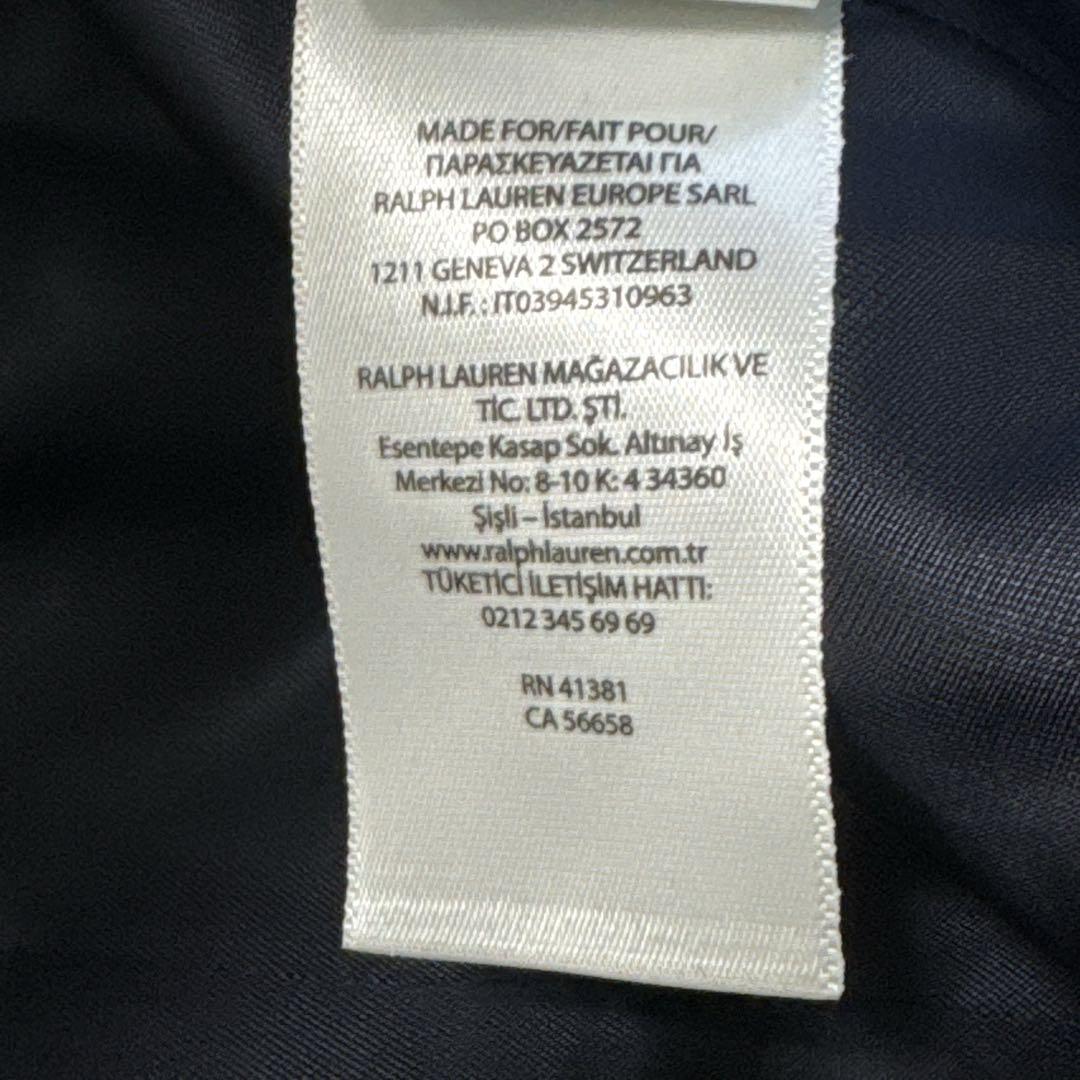 MADE FOR/FAIT POUR/
ΠΑΡΑΣΚΕΥΑΖΕΤΑΙ ΓΙΑ
RALPH LAUREN EUROPE SARL
PO BOX 2572
1211 GENEVA 2 SWITZERLAND
N.I.F. : IT03945310963
RALPH LAUREN MAĞAZACILIK VE
TİC. LTD. ŞTİ.
Esentepe Kasap Sok. Altınay İş
Merkezi No: 8-10 K: 4 34360
Şişli – İstanbul
www.ralphlauren.com.tr
TÜKETİCİ İLETİŞİM HATTI:
0212 345 69 69
RN 41381
CA 56658